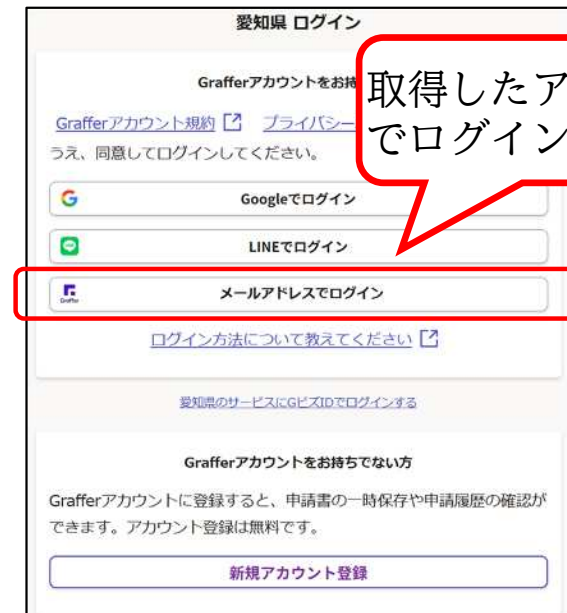 愛知県 ログイン
Grafferアカウントをお持
取得したア
でログイン
Grafferアカウント規約 プライバシー
うえ、同意してログインしてください。
Googleでログイン
LINEでログイン
Graffer
メールアドレスでログイン
ログイン方法について教えてください
愛知県のサービスにGビズIDでログインする
Grafferアカウントをお持ちでない方
Grafferアカウントに登録すると、申請書の一時保存や申請履歴の確認が
できます。アカウント登録は無料です。
新規アカウント登録